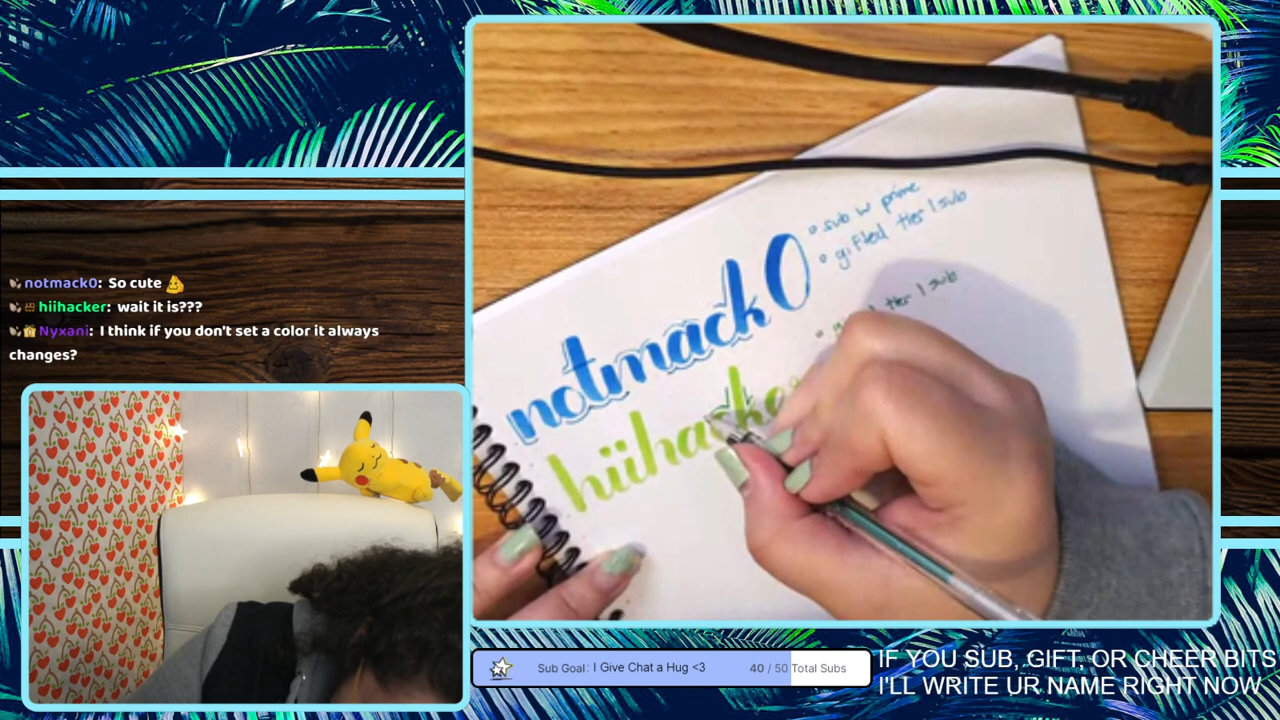 notmack0: So cute
hiihacker: wait it is???
Nyxani: I think if you don't set a color it always
changes?
notmack0
sub w prime
gifted tier 1 sub
tier 1 sub
Sub Goal: I Give Chat a Hug <3 40 / 50 Total Subs
IF YOU SUB, GIFT, OR CHEER BITS
I'LL WRITE UR NAME RIGHT NOW